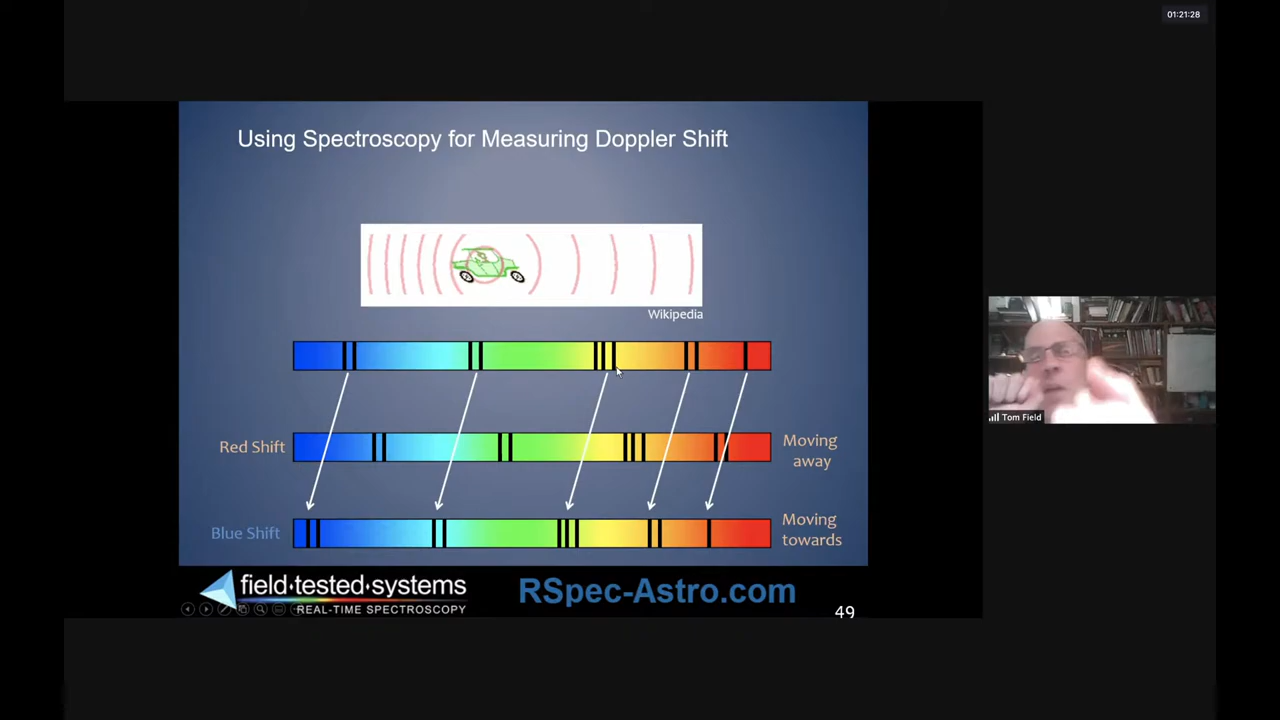 01:21:28
Using Spectroscopy for Measuring Doppler Shift
Wikipedia
Red Shift
Moving
away
Blue Shift
Moving
towards
Tom Field
field·tested·systems
REAL-TIME SPECTROSCOPY
RSpec-Astro.com
49